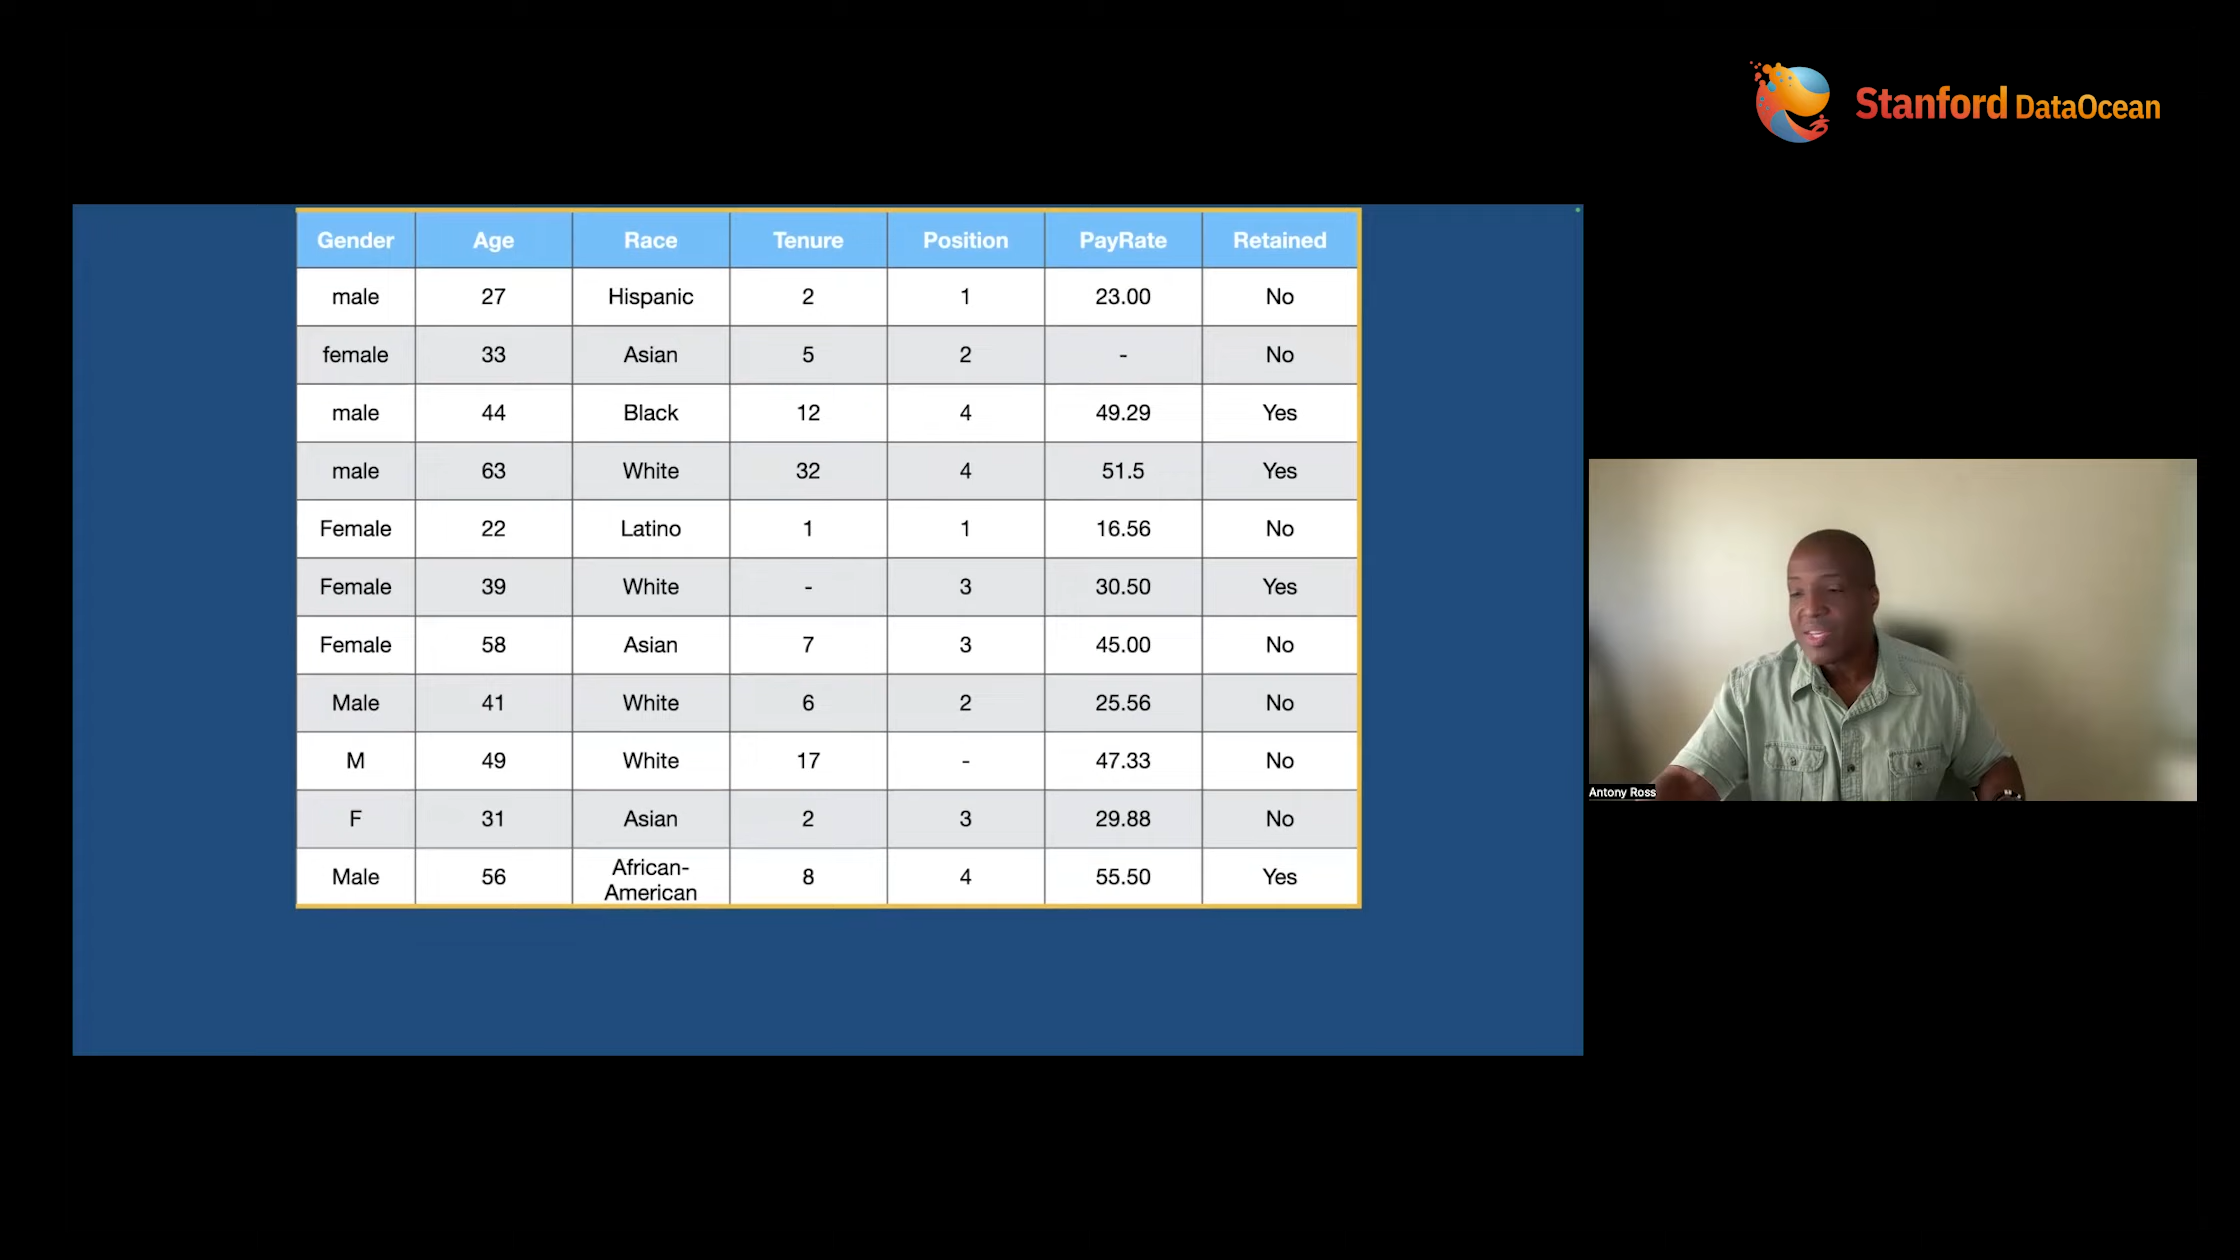 Stanford DataOcean
Gender Age Race Tenure Position PayRate Retained
male 27 Hispanic 2 1 23.00 No
female 33 Asian 5 2 - No
male 44 Black 12 4 49.29 Yes
male 63 White 32 4 51.5 Yes
Female 22 Latino 1 1 16.56 No
Female 39 White - 3 30.50 Yes
Female 58 Asian 7 3 45.00 No
Male 41 White 6 2 25.56 No
M 49 White 17 - 47.33 No
F 31 Asian 2 3 29.88 No
Male 56 African-
American 8 4 55.50 Yes
Antony Ross